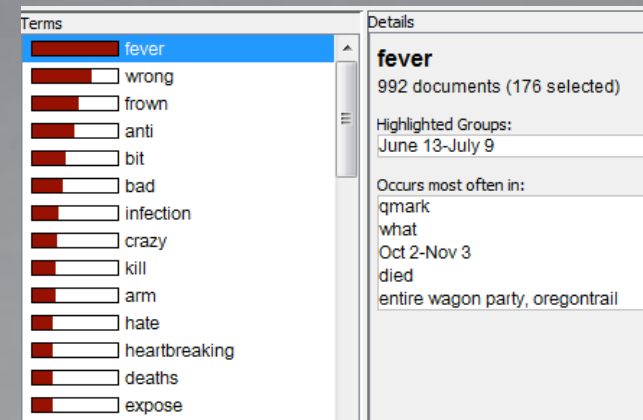 Terms
fever
wrong
frown
anti
bit
bad
infection
crazy
kill
arm
hate
heartbreaking
deaths
expose
Details
fever
992 documents (176 selected)
Highlighted Groups:
June 13-July 9
Occurs most often in:
qmark
what
Oct 2-Nov 3
died
entire wagon party, oregontrail